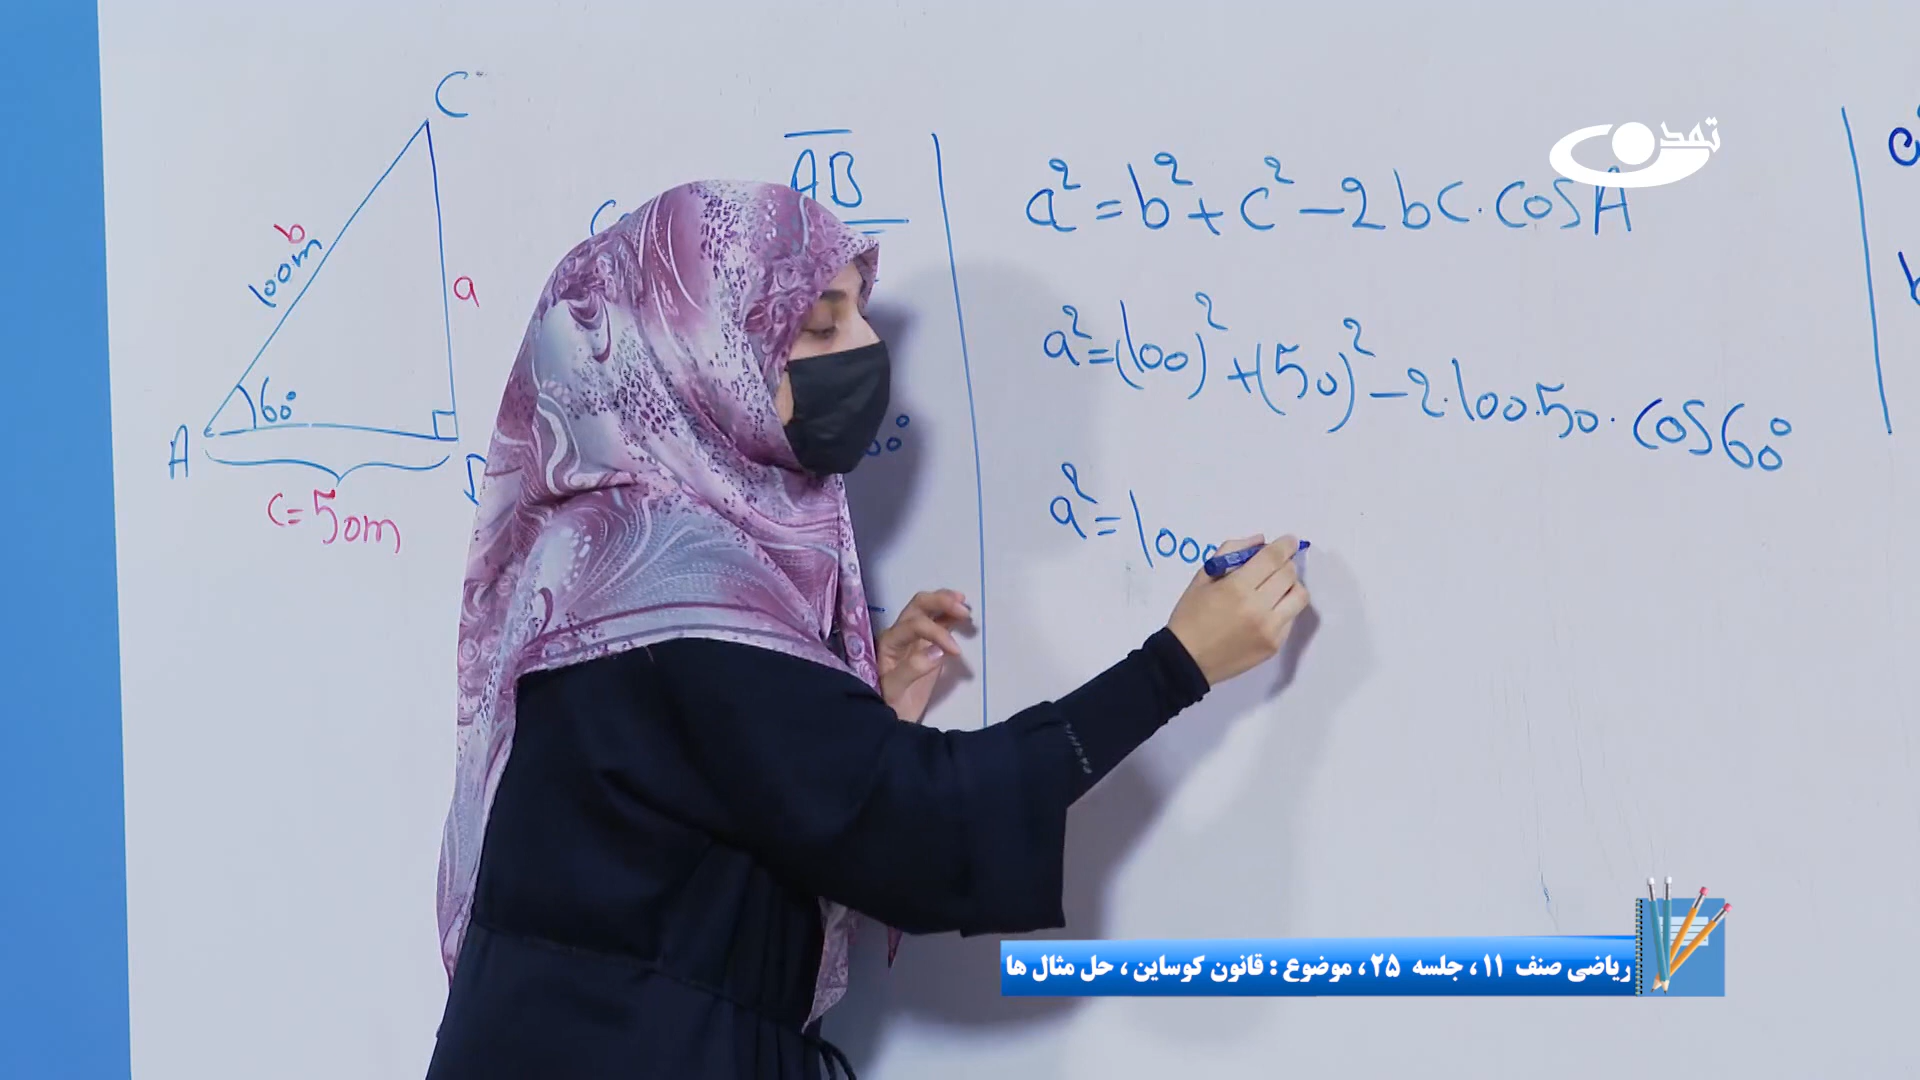 C
b
100m
a
60°
A
c=50m
AB
a²=b²+c²-2bc.cosA
a²=(100)²+(50)²-2.100.50.cos60°
a²=1000
تمدن
ریاضی صنف ۱۱ ، جلسه ۲۵ ، موضوع : قانون کوساین ، حل مثال ها